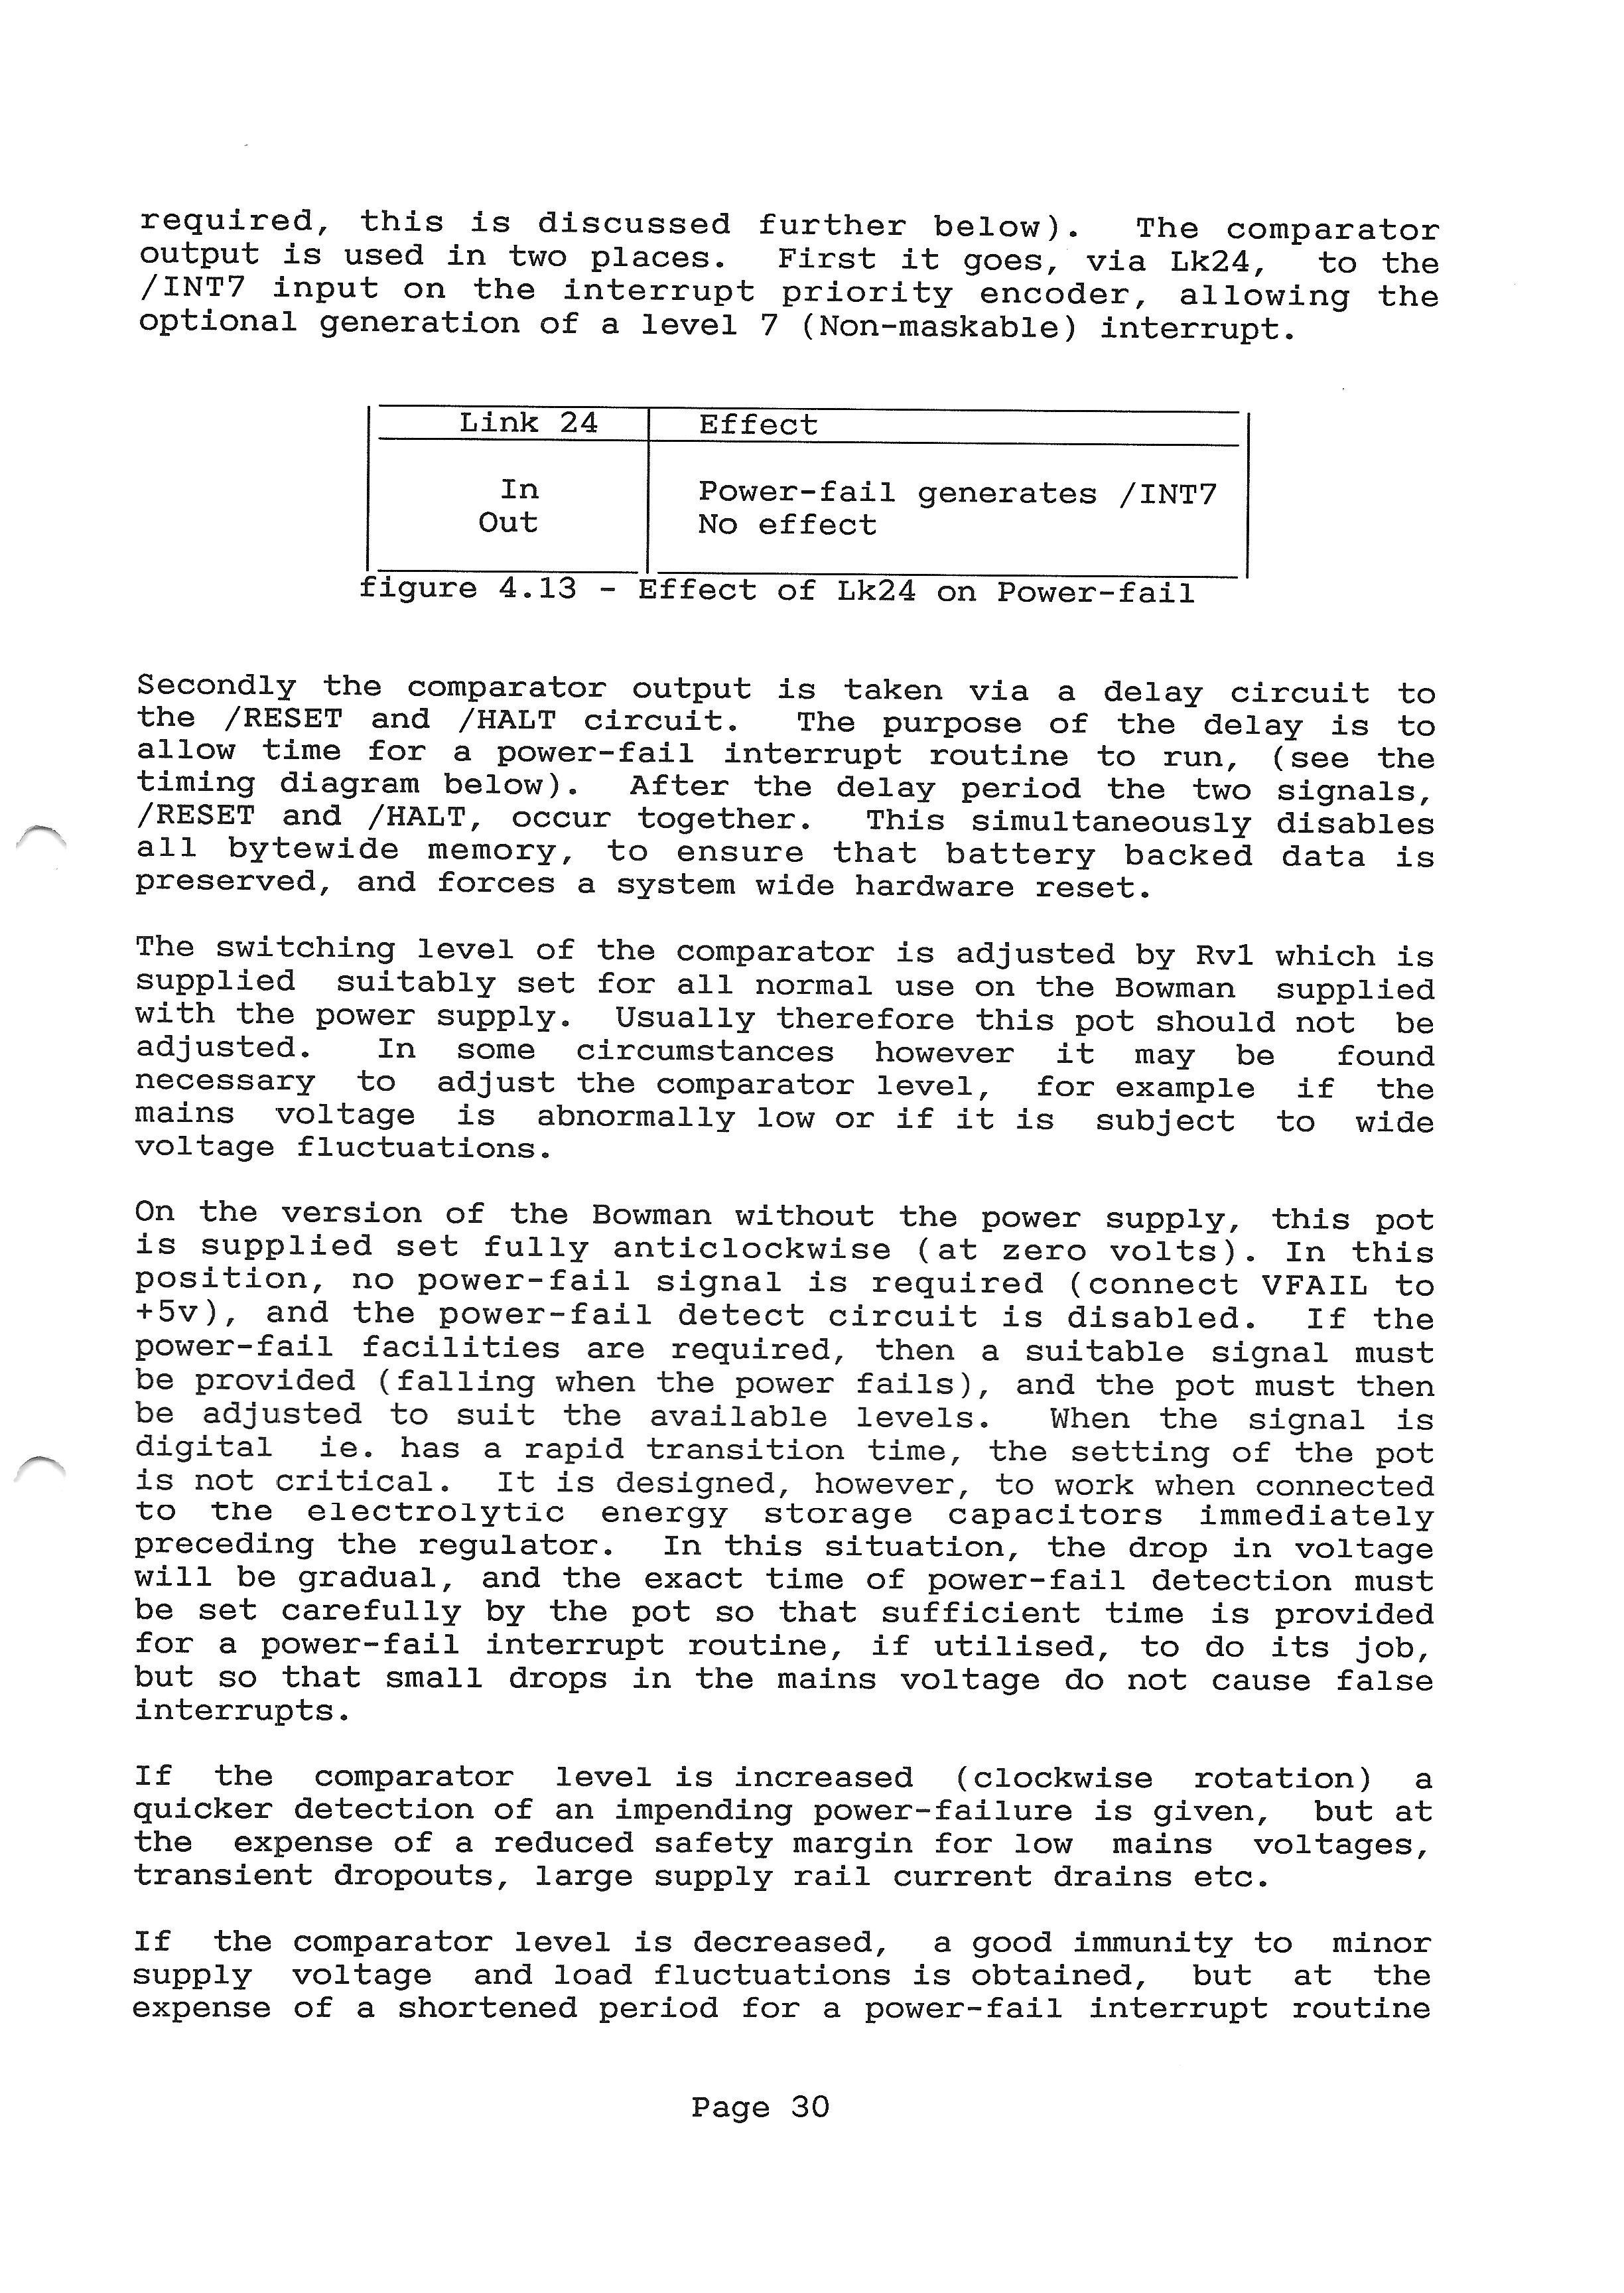 required, this is discussed further below). The comparator
output is used in two places. First it goes, via Lk24, to the
/INT7 input on the interrupt priority encoder, allowing the
optional generation of a level 7 (Non-maskable) interrupt.
Link 24 Effect
In Power-fail generates /INT7
Out No effect
figure 4.13 - Effect of Lk24 on Power-fail
Secondly the comparator output is taken via a delay circuit to
the /RESET and /HALT circuit. The purpose of the delay is to
allow time for a power-fail interrupt routine to run, (see the
timing diagram below). After the delay period the two signals,
/RESET and /HALT, occur together. This simultaneously disables
all bytewide memory, to ensure that battery backed data is
preserved, and forces a system wide hardware reset.
The switching level of the comparator is adjusted by Rv1 which is
supplied suitably set for all normal use on the Bowman supplied
with the power supply. Usually therefore this pot should not be
adjusted. In some circumstances however it may be found
necessary to adjust the comparator level, for example if the
mains voltage is abnormally low or if it is subject to wide
voltage fluctuations.
On the version of the Bowman without the power supply, this pot
is supplied set fully anticlockwise (at zero volts). In this
position, no power-fail signal is required (connect VFAIL to
+5v), and the power-fail detect circuit is disabled. If the
power-fail facilities are required, then a suitable signal must
be provided (falling when the power fails), and the pot must then
be adjusted to suit the available levels. When the signal is
digital ie. has a rapid transition time, the setting of the pot
is not critical. It is designed, however, to work when connected
to the electrolytic energy storage capacitors immediately
preceding the regulator. In this situation, the drop in voltage
will be gradual, and the exact time of power-fail detection must
be set carefully by the pot so that sufficient time is provided
for a power-fail interrupt routine, if utilised, to do its job,
but so that small drops in the mains voltage do not cause false
interrupts.
If the comparator level is increased (clockwise rotation) a
quicker detection of an impending power-failure is given, but at
the expense of a reduced safety margin for low mains voltages,
transient dropouts, large supply rail current drains etc.
If the comparator level is decreased, a good immunity to minor
supply voltage and load fluctuations is obtained, but at the
expense of a shortened period for a power-fail interrupt routine
Page 30